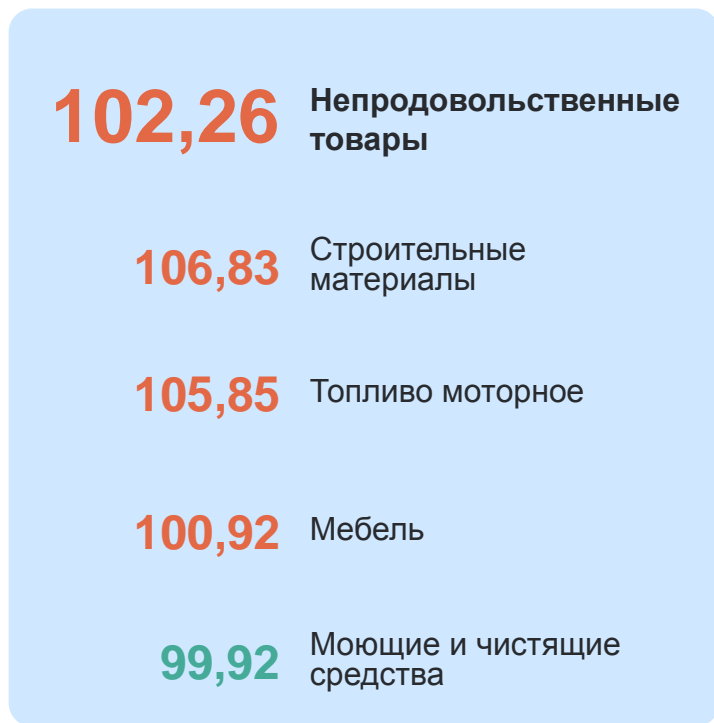 102,26 Непродовольственные
товары
106,83 Строительные
материалы
105,85 Топливо моторное
100,92 Мебель
99,92 Моющие и чистящие
средства